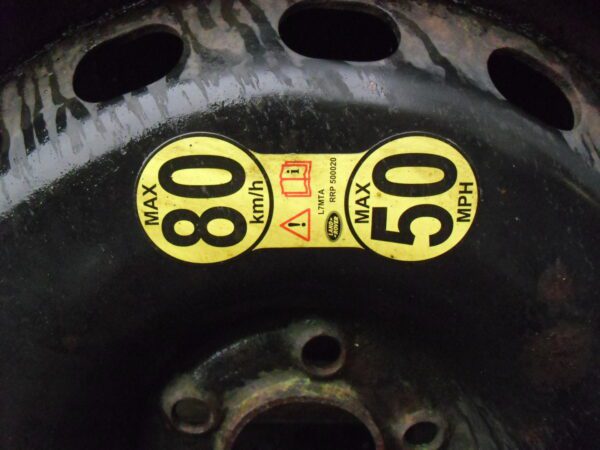 MAX
80
km/h
L7MTA
RRP 500020
LAND
ROVER
MAX
50
MPH